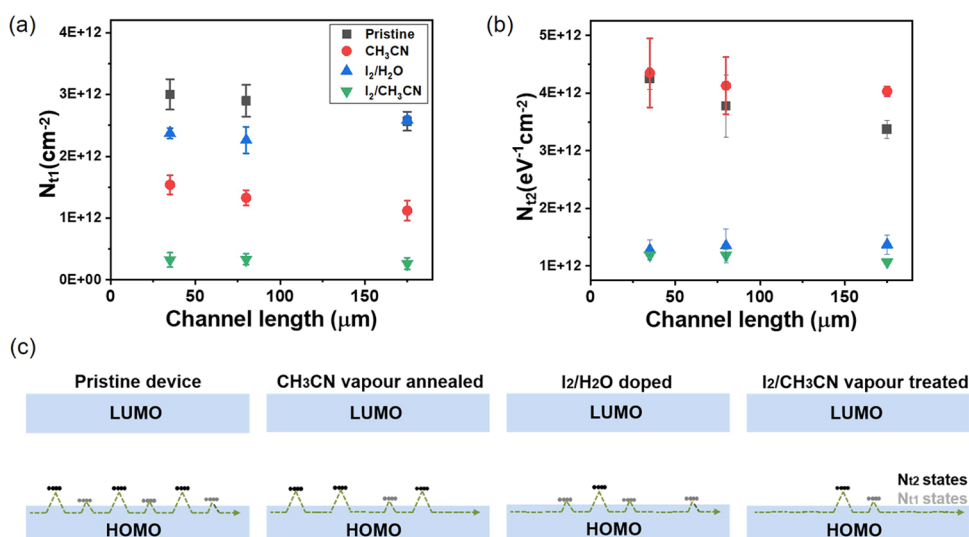 (a)
4E+12
3E+12
2E+12
1E+12
0E+00
Nt1(cm-2)
0 50 100 150
Channel length (μm)
Pristine
CH3CN
I2/H2O
I2/CH3CN
(b)
5E+12
4E+12
3E+12
2E+12
1E+12
Nt2(eV-1cm-2)
0 50 100 150
Channel length (μm)
(c)
Pristine device
LUMO
HOMO
CH3CN vapour annealed
LUMO
HOMO
I2/H2O doped
LUMO
HOMO
I2/CH3CN vapour treated
LUMO
Nt2 states
Nt1 states
HOMO